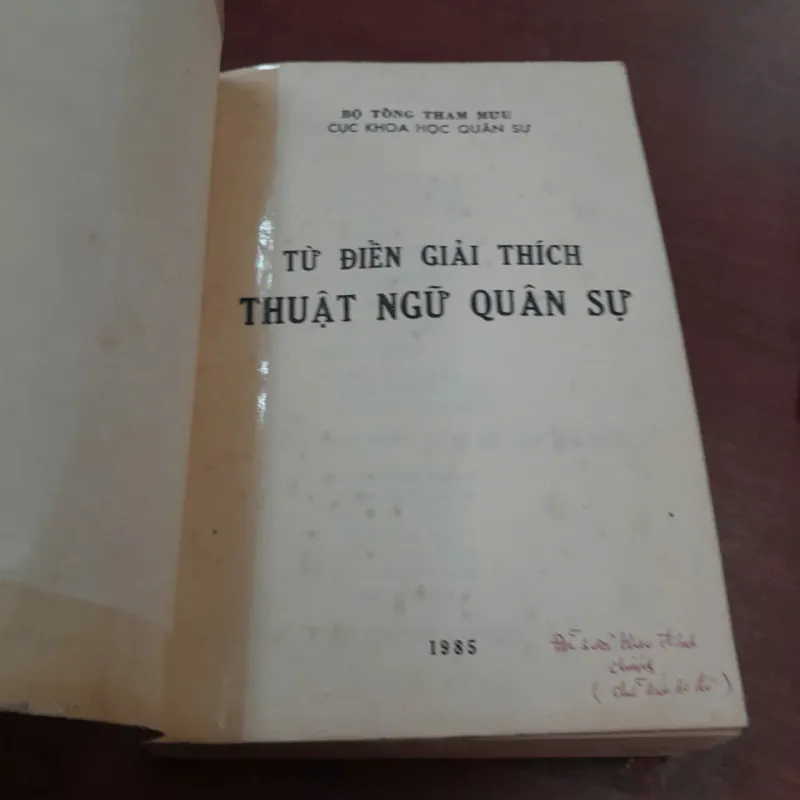 BỘ TỔNG THAM MƯU
CỤC KHOA HỌC QUÂN SỰ
TỪ ĐIỂN GIẢI THÍCH
THUẬT NGỮ QUÂN SỰ
1985